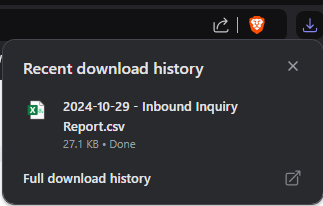 Recent download history
2024-10-29 - Inbound Inquiry
Report.csv
27.1 KB • Done
Full download history